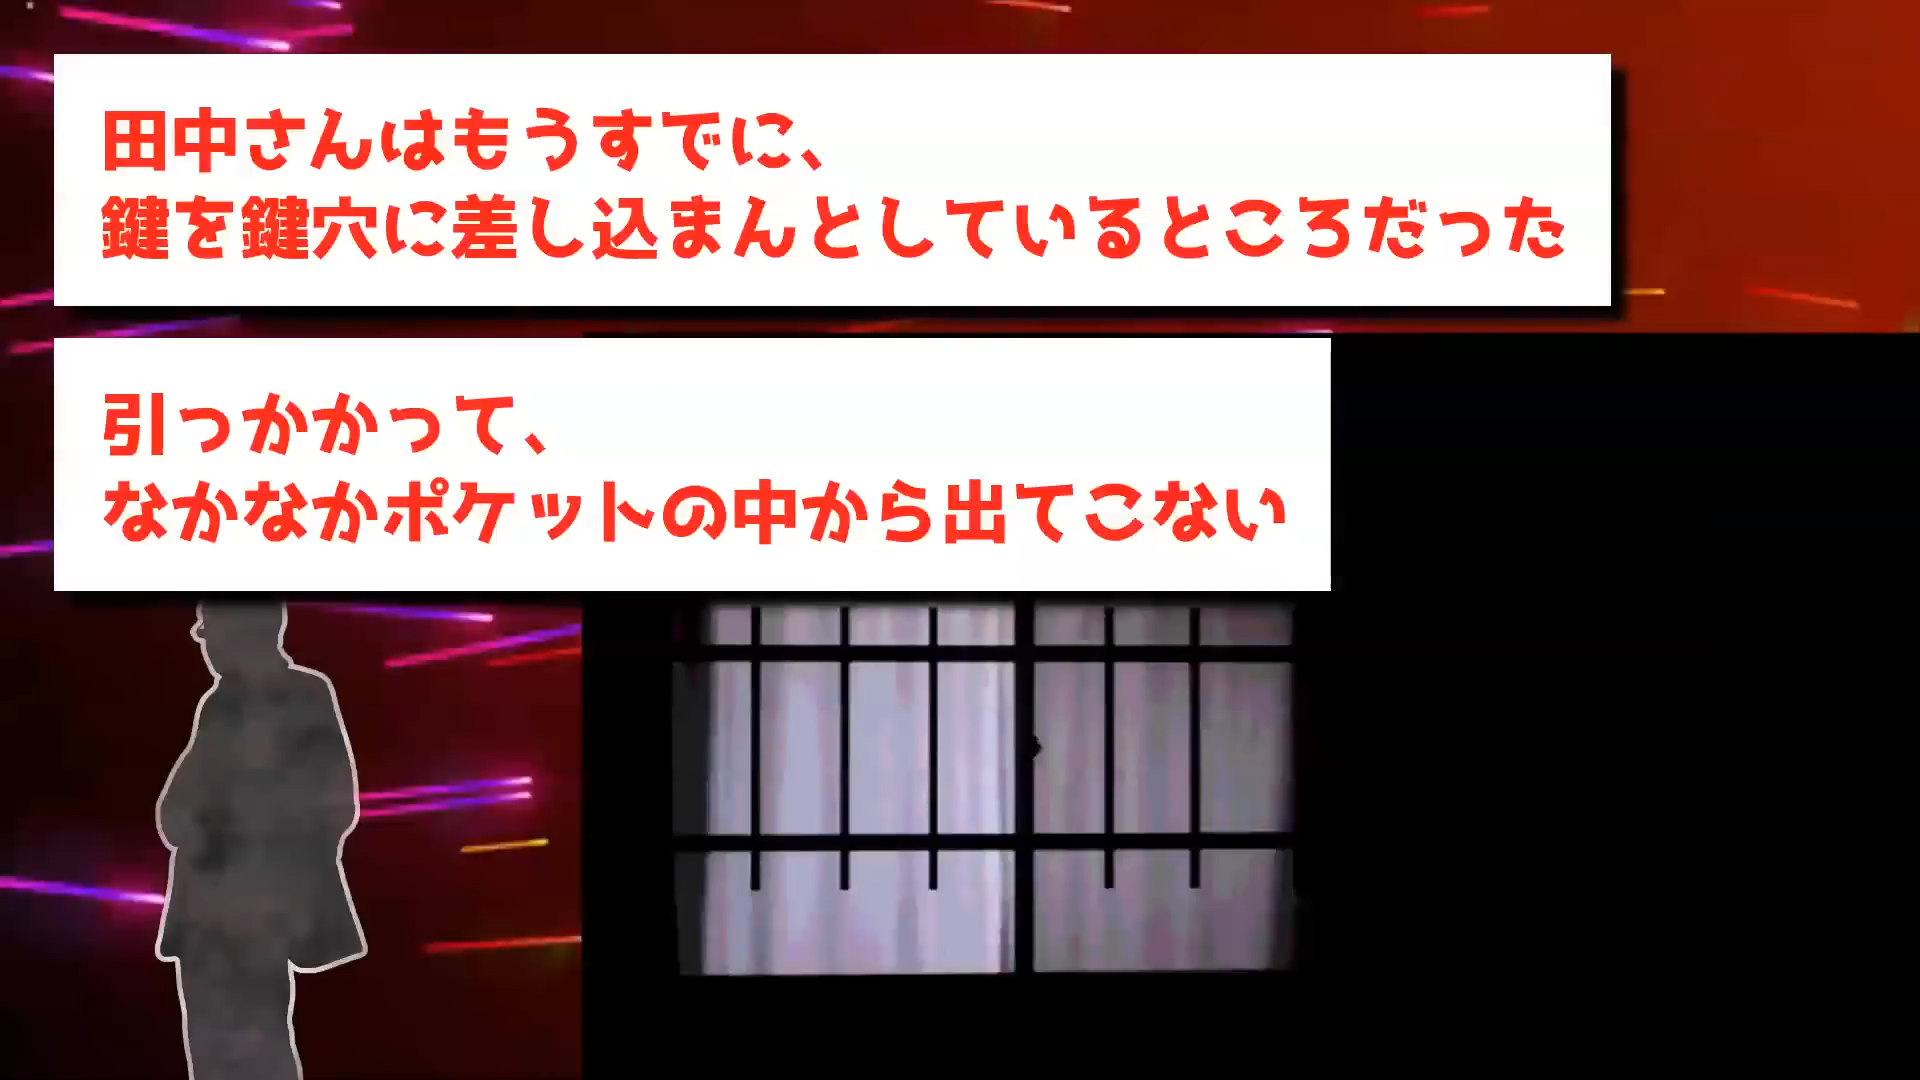 田中さんはもうすでに、
鍵を鍵穴に差し込まんとしているところだった
引っかかって、
なかなかポケットの中から出てこない